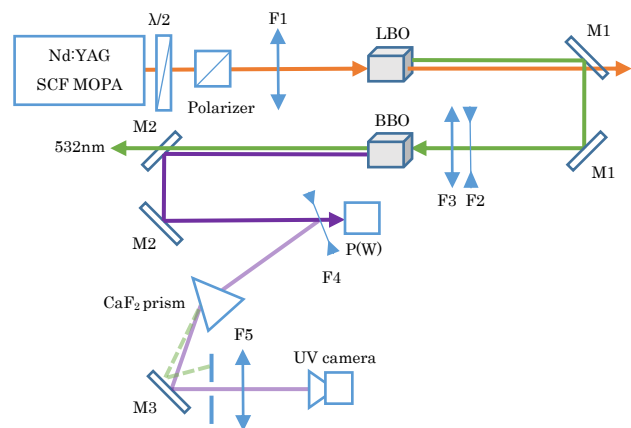 Nd:YAG
SCF MOPA
λ/2
Polarizer
F1
LBO
M1
M2
532nm
BBO
F3
F2
M1
M2
P(W)
F4
CaF₂ prism
F5
UV camera
M3